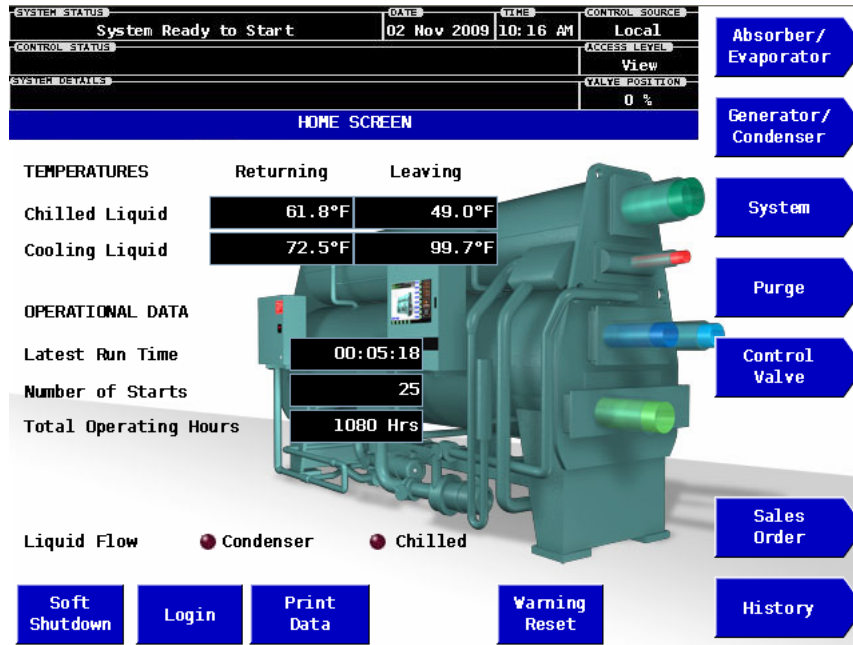 SYSTEM STATUS
System Ready to Start
DATE
02 Nov 2009
TIME
10:16 AM
CONTROL SOURCE
Local
CONTROL STATUS
ACCESS LEVEL
View
SYSTEM DETAILS
VALVE POSITION
0 %
HOME SCREEN
TEMPERATURES Returning Leaving
Chilled Liquid 61.8°F 49.0°F
Cooling Liquid 72.5°F 99.7°F
OPERATIONAL DATA
Latest Run Time 00:05:18
Number of Starts 25
Total Operating Hours 1080 Hrs
Liquid Flow Condenser Chilled
Soft
Shutdown
Login
Print
Data
Warning
Reset
Absorber/
Evaporator
Generator/
Condenser
System
Purge
Control
Valve
Sales
Order
History